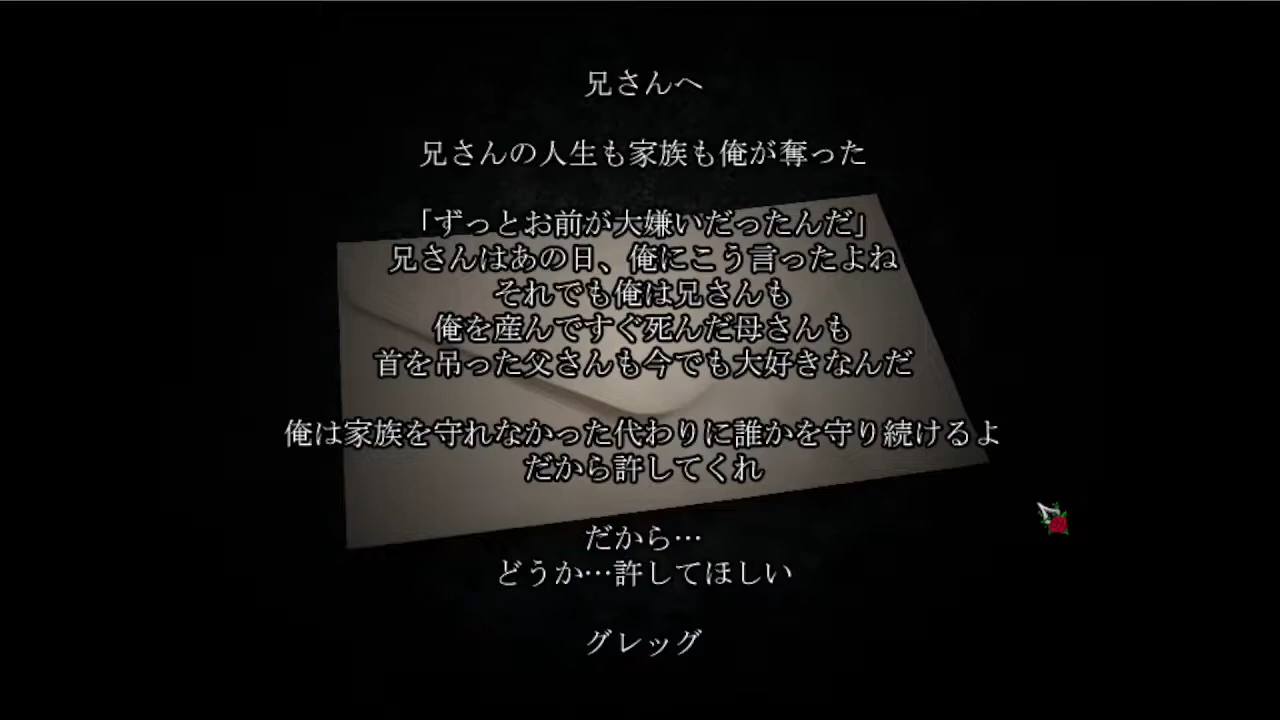 兄さんへ
兄さんの人生も家族も俺が奪った
「ずっとお前が大嫌いだったんだ」
兄さんはあの日、俺にこう言ったよね
それでも俺は兄さんも
俺を産んですぐ死んだ母さんも
首を吊った父さんも今でも大好きなんだ
俺は家族を守れなかった代わりに誰かを守り続けるよ
だから許してくれ
だから…
どうか…許してほしい
グレッグ